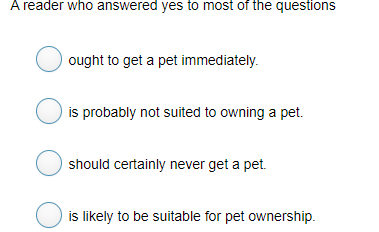 A reader who answered yes to most of the questions
ought to get a pet immediately.
is probably not suited to owning a pet.
should certainly never get a pet.
is likely to be suitable for pet ownership.